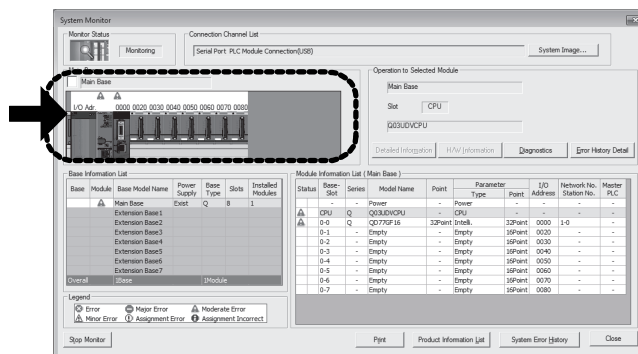 System Monitor
Monitor Status
Monitoring
Connection Channel List
Serial Port PLC Module Connection(USB)
System Image...
Main Base
I/O Adr. 0000 0020 0030 0040 0050 0060 0070 0080
Operation to Selected Module
Main Base
Slot CPU
Q03UDVCPU
Detailed Information H/W Information Diagnostics Error History Detail
Base Information List
Base Module Base Model Name Power Supply Base Type Slots Installed Modules
Main Base Exist Q 8 1
Extension Base1
Extension Base2
Extension Base3
Extension Base4
Extension Base5
Extension Base6
Extension Base7
Overall 1Base 1Module
Module Information List (Main Base)
Status Base-Slot Series Model Name Point Parameter Type Point I/O Address Network No. Station No. Master PLC
- - Power - Power - - - -
CPU Q Q03UDVCPU - CPU - - - -
0-0 Q QD77GF16 32Point Intelli. 32Point 0000 1-0
0-1 - Empty - Empty 16Point 0020 - -
0-2 - Empty - Empty 16Point 0030 - -
0-3 - Empty - Empty 16Point 0040 - -
0-4 - Empty - Empty 16Point 0050 - -
0-5 - Empty - Empty 16Point 0060 - -
0-6 - Empty - Empty 16Point 0070 - -
0-7 - Empty - Empty 16Point 0080 - -
Legend
Error Major Error Moderate Error
Minor Error Assignment Error Assignment Incorrect
Stop Monitor
Print Product Information List System Error History Close